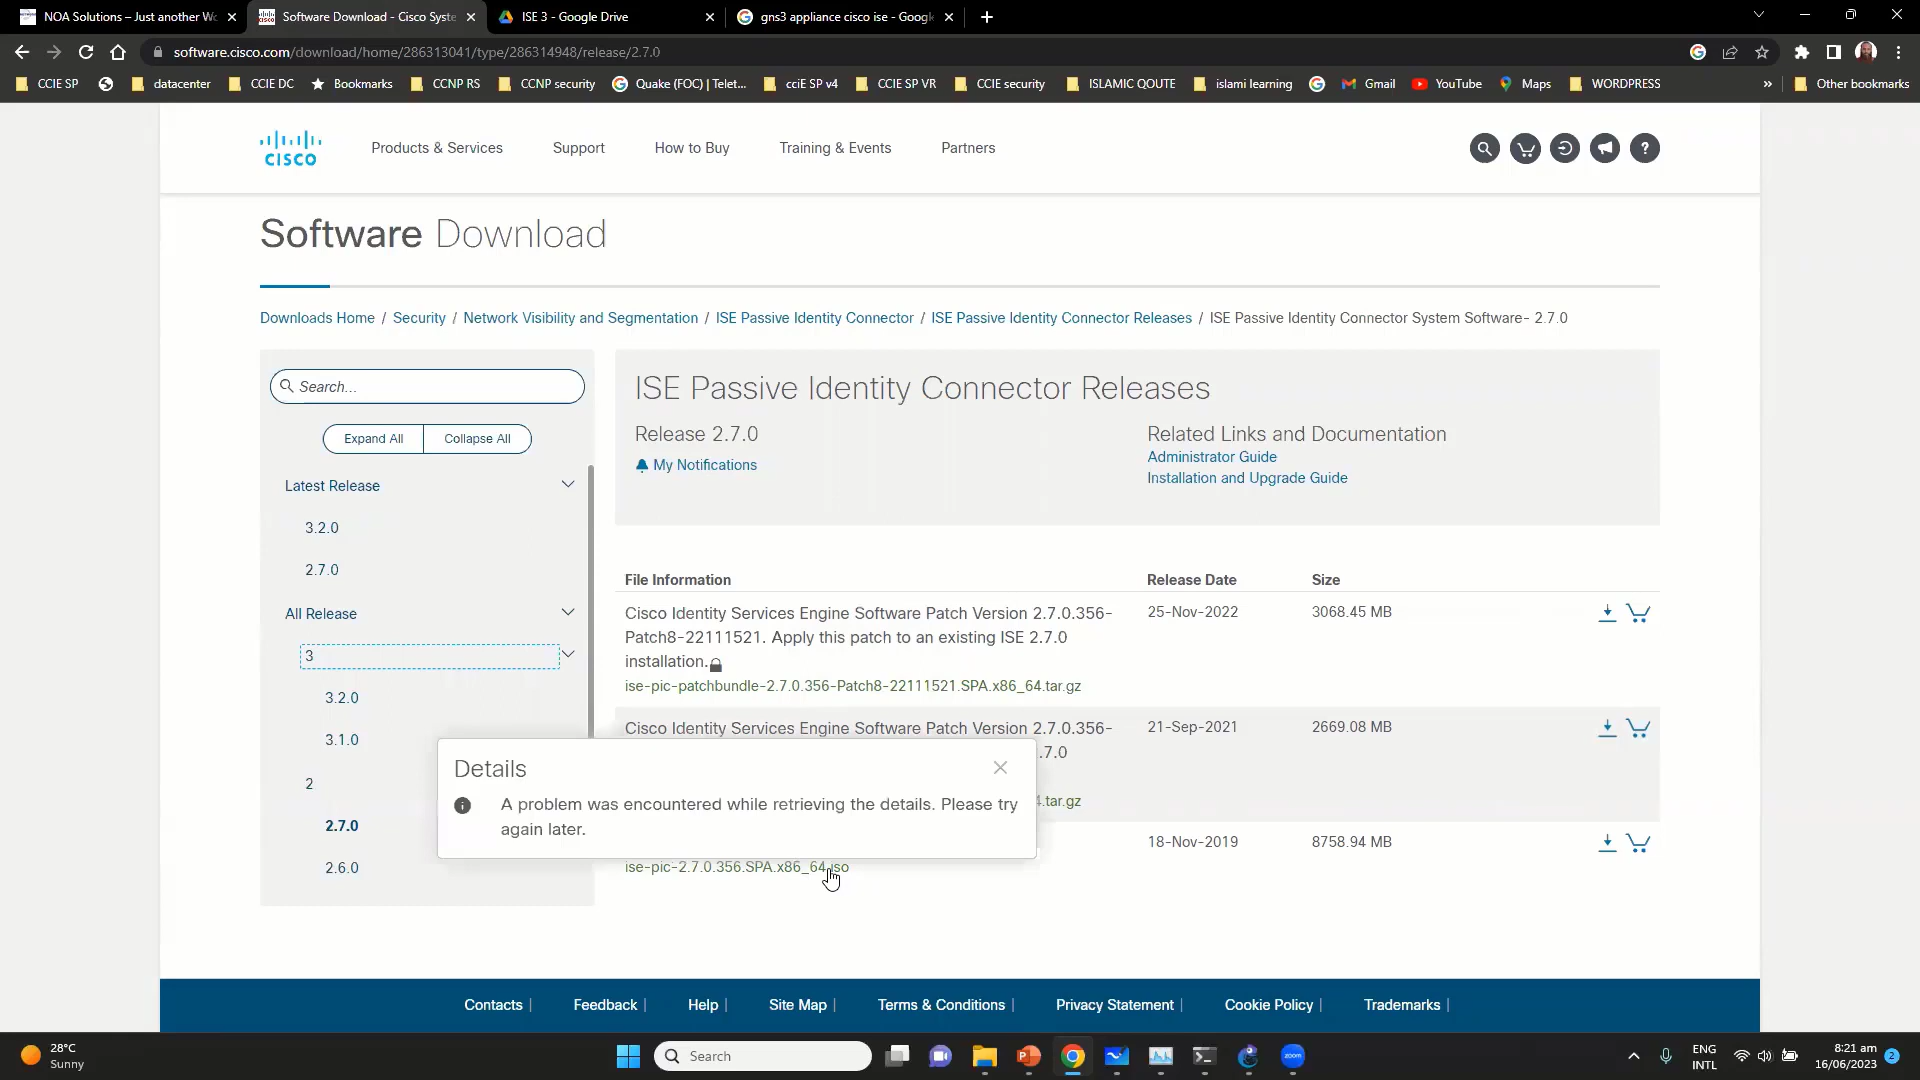 NOA Solutions – Just another Wo
Software Download - Cisco Syste
ISE 3 - Google Drive
gns3 appliance cisco ise - Googl
software.cisco.com/download/home/286313041/type/286314948/release/2.7.0
CCIE SP
datacenter
CCIE DC
Bookmarks
CCNP RS
CCNP security
Quake (FOC) | Telet...
cciE SP v4
CCIE SP VR
CCIE security
ISLAMIC QOUTE
islami learning
Gmail
YouTube
Maps
WORDPRESS
»
Other bookmarks
CISCO
Products & Services
Support
How to Buy
Training & Events
Partners
Software Download
Downloads Home / Security / Network Visibility and Segmentation / ISE Passive Identity Connector / ISE Passive Identity Connector Releases / ISE Passive Identity Connector System Software- 2.7.0
Search...
Expand All
Collapse All
Latest Release
3.2.0
2.7.0
All Release
3
3.2.0
3.1.0
2
2.7.0
2.6.0
ISE Passive Identity Connector Releases
Release 2.7.0
My Notifications
Related Links and Documentation
Administrator Guide
Installation and Upgrade Guide
File Information
Release Date
Size
Cisco Identity Services Engine Software Patch Version 2.7.0.356-
Patch8-22111521. Apply this patch to an existing ISE 2.7.0
installation.
ise-pic-patchbundle-2.7.0.356-Patch8-22111521.SPA.x86_64.tar.gz
25-Nov-2022
3068.45 MB
Cisco Identity Services Engine Software Patch Version 2.7.0.356-
.7.0
.tar.gz
21-Sep-2021
2669.08 MB
Details
A problem was encountered while retrieving the details. Please try
again later.
ise-pic-2.7.0.356.SPA.x86_64.iso
18-Nov-2019
8758.94 MB
Contacts |
Feedback |
Help |
Site Map |
Terms & Conditions |
Privacy Statement |
Cookie Policy |
Trademarks |
28°C
Sunny
Search
zoom
ENG
INTL
8:21 am
16/06/2023
2